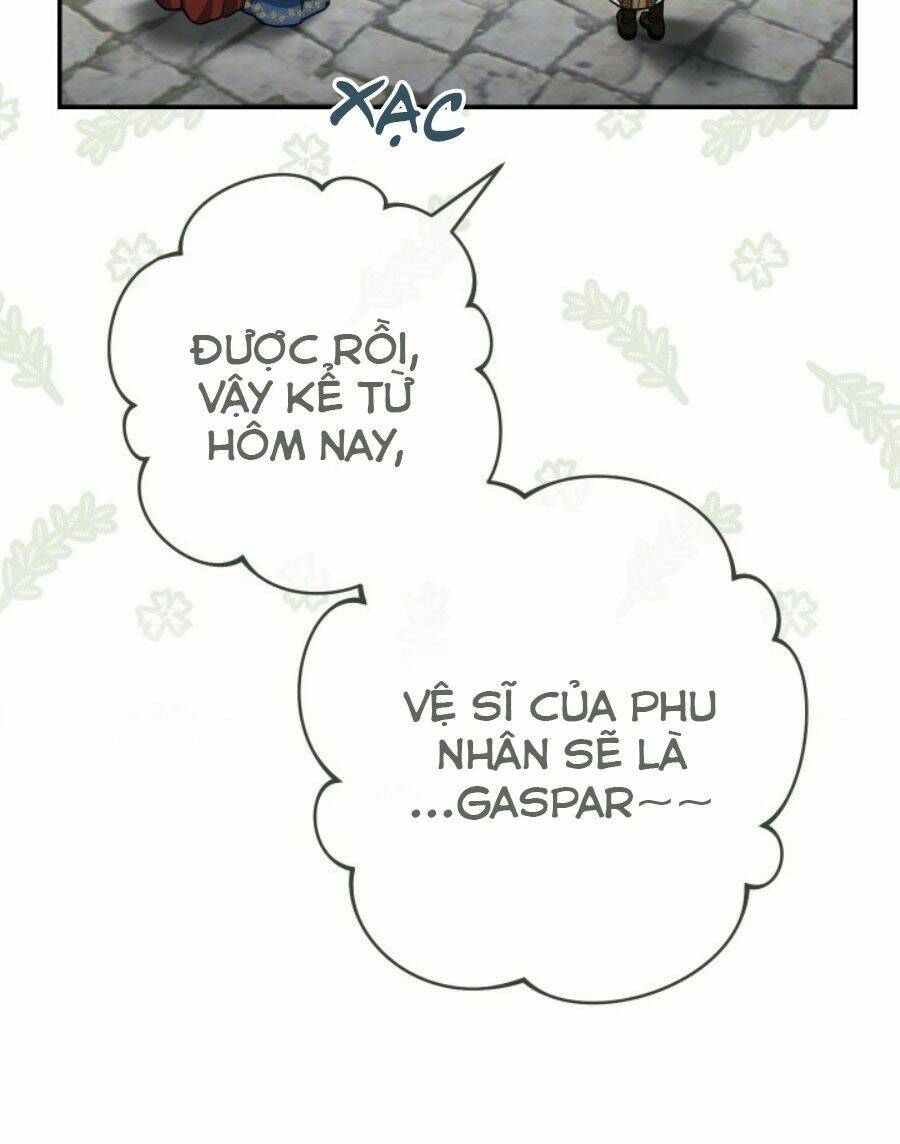 XẠC
ĐƯỢC RỒI,
VẬY KỂ TỪ
HÔM NAY,
VỆ SĨ CỦA PHU
NHÂN SẼ LÀ
...GASPAR~~